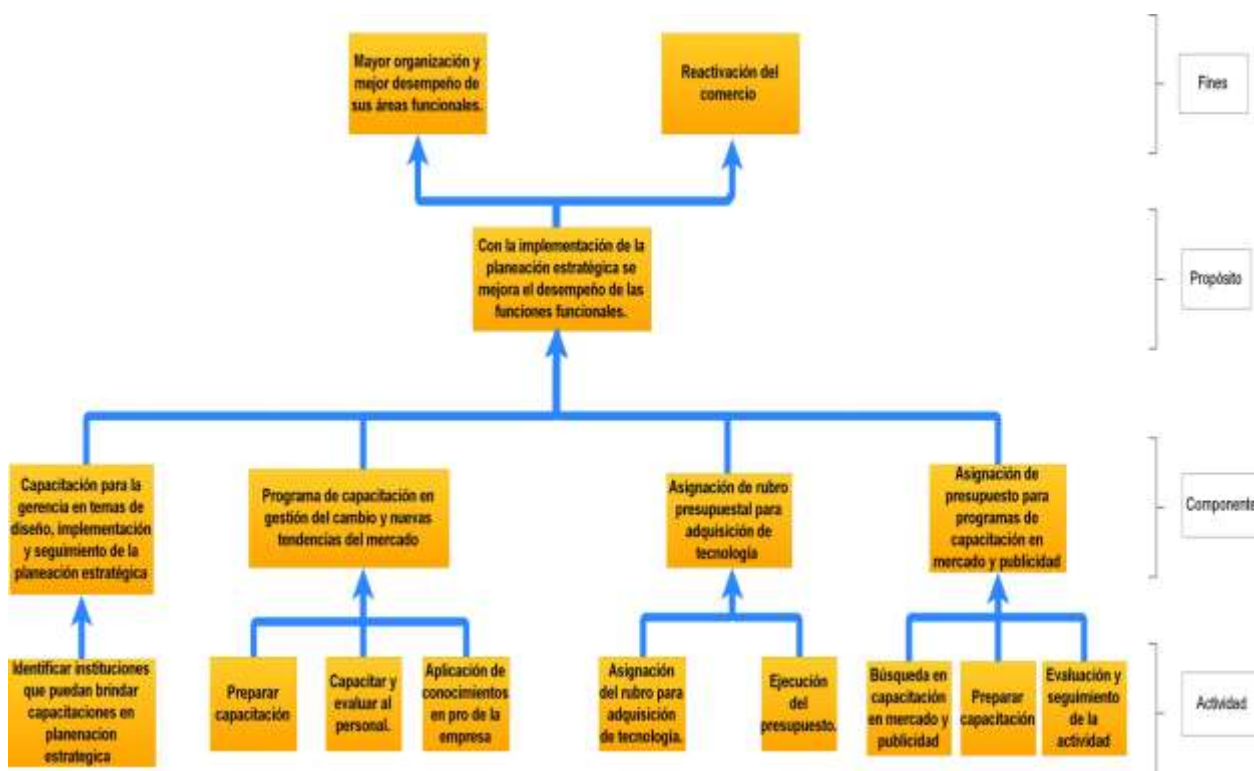 Mayor organización y
mejor desempeño de
sus áreas funcionales.
Reactivación del
comercio
Fines
Con la implementación de la
planeación estratégica se
mejora el desempeño de las
funciones funcionales.
Propósito
Capacitación para la
gerencia en temas de
diseño, implementación
y seguimiento de la
planeación estratégica
Programa de capacitación en
gestión del cambio y nuevas
tendencias del mercado
Asignación de rubro
presupuestal para
adquisición de
tecnología
Asignación de
presupuesto para
programas de
capacitación en
mercado y publicidad
Componente
Identificar instituciones
que puedan brindar
capacitaciones en
planenacion
estrategica
Preparar
capacitación
Capacitar y
evaluar al
personal.
Aplicación de
conocimientos
en pro de la
empresa
Asignación
del rubro para
adquisición
de tecnología.
Ejecución
del
presupuesto.
Búsqueda en
capacitación
en mercado y
publicidad
Preparar
capacitación
Evaluación y
seguimiento
de la
actividad
Actividad